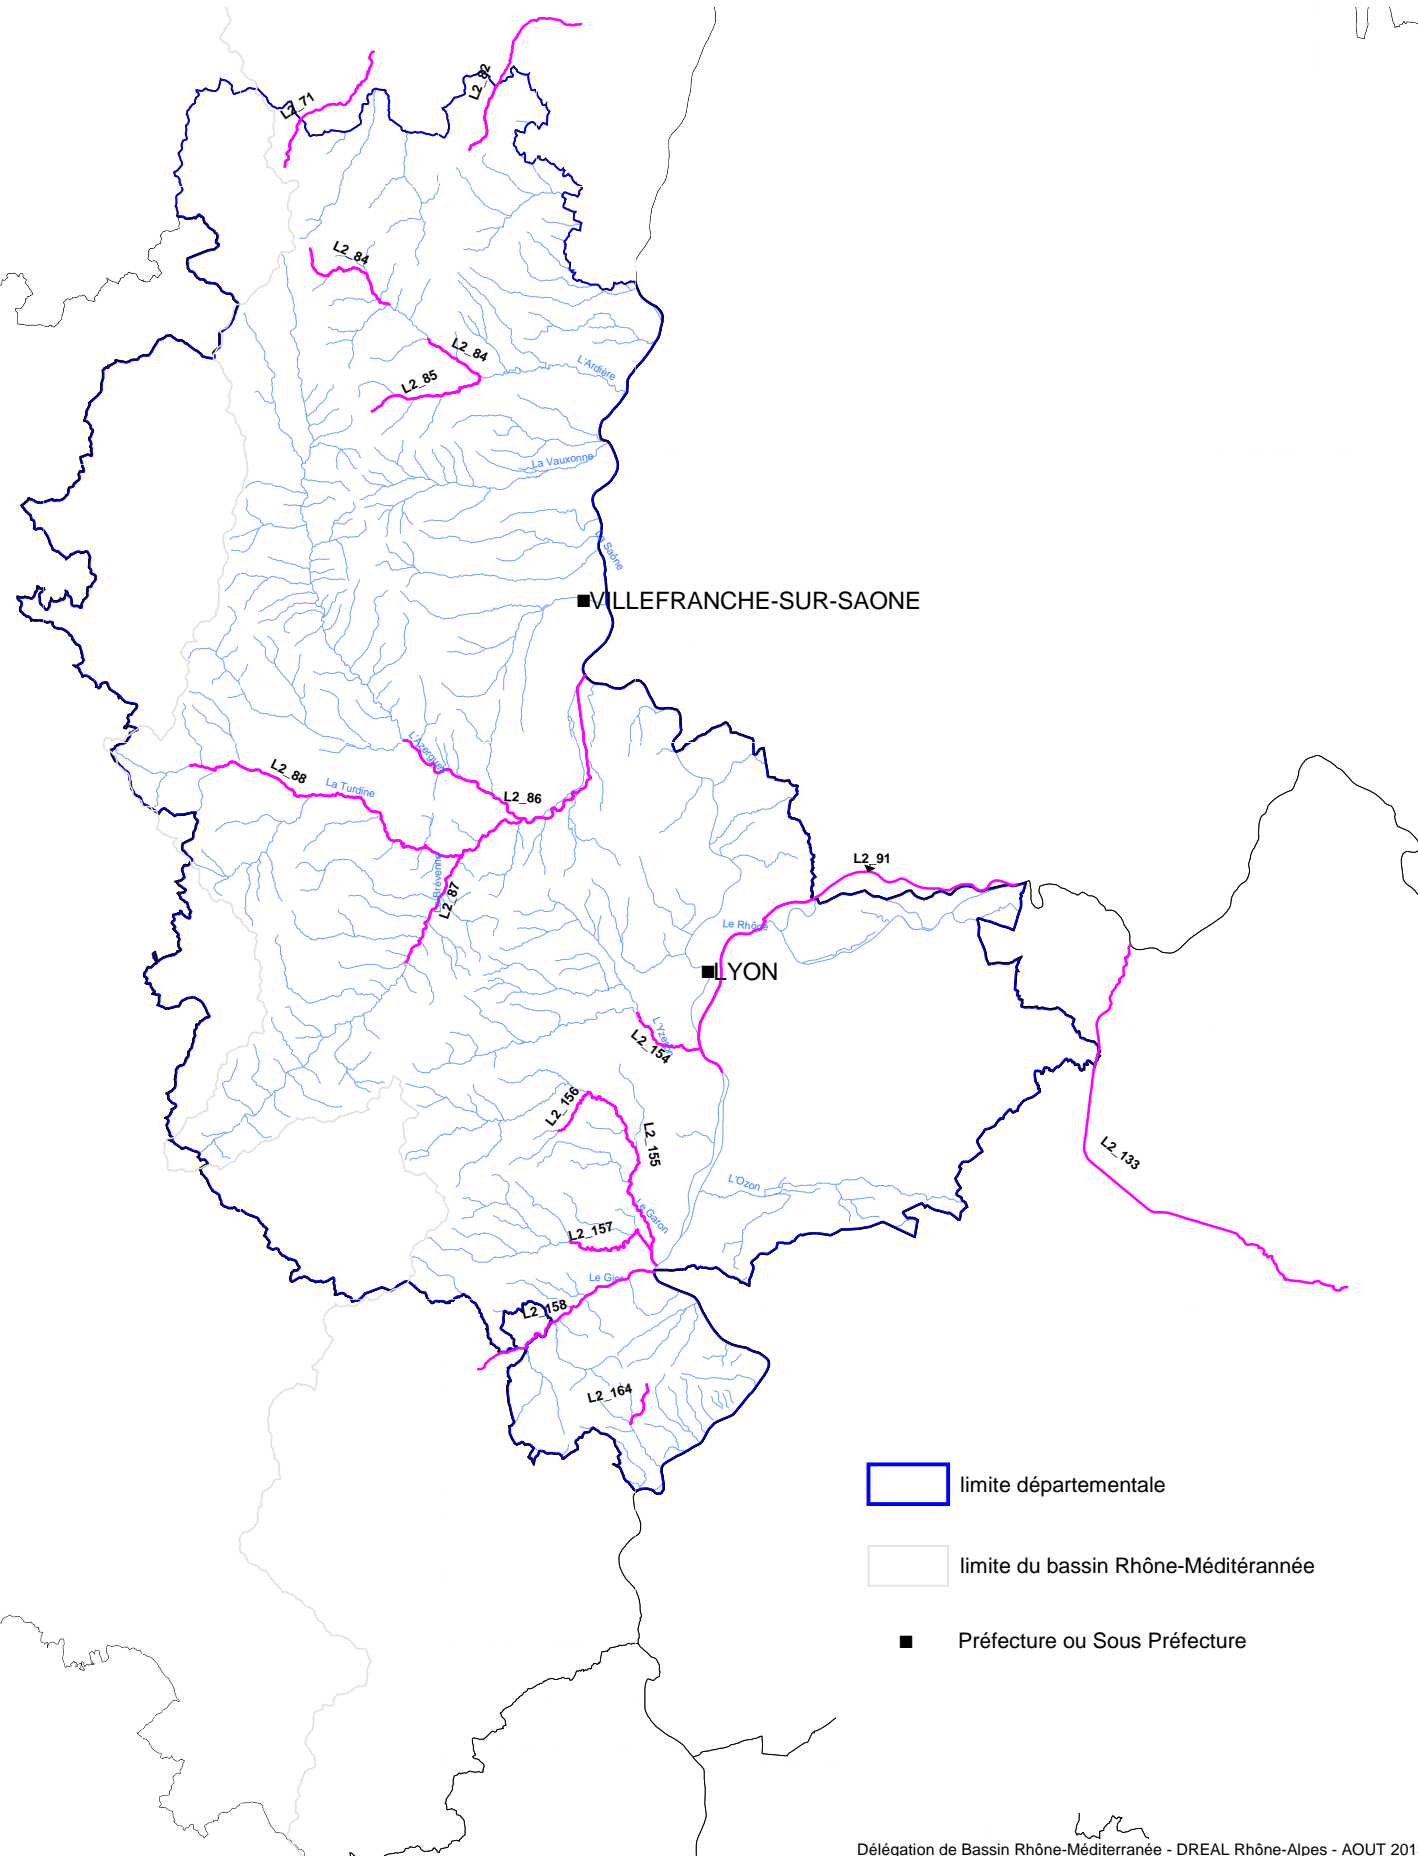 L2_71
L2_82
L2_84
L2_84
L2_85
L'Ardière
La Vauxonne
La Saône
VILLEFRANCHE-SUR-SAONE
L'Azergues
L2_88
La Turdine
L2_86
La Brévenne
L2_87
L2_91
Le Rhône
LYON
L'Yzeron
L2_154
L2_156
L2_155
L2_133
L'Ozon
Le Garon
L2_157
Le Gier
L2_158
L2_164
limite départementale
limite du bassin Rhône-Méditérannée
Préfecture ou Sous Préfecture
Délégation de Bassin Rhône-Méditerranée - DREAL Rhône-Alpes - AOUT 201